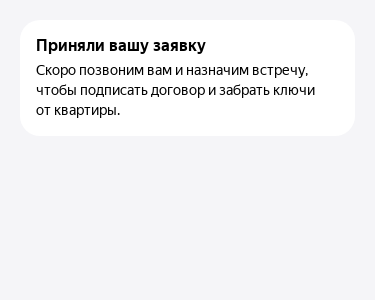 Приняли вашу заявку
Скоро позвоним вам и назначим встречу,
чтобы подписать договор и забрать ключи
от квартиры.